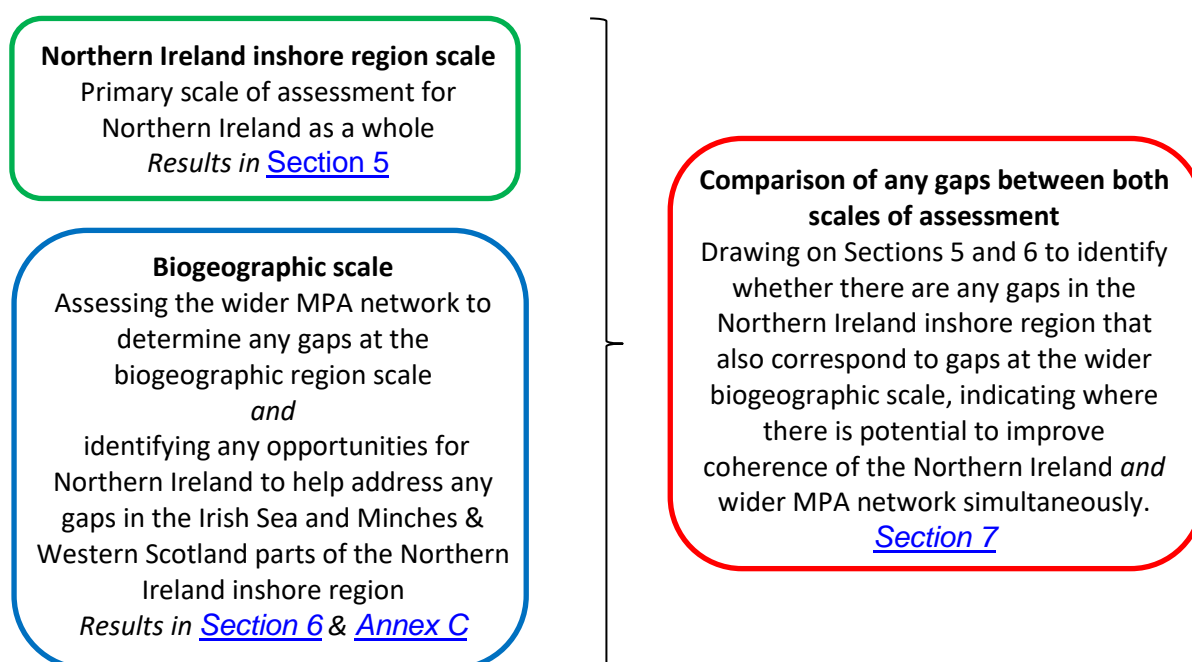 Northern Ireland inshore region scale
Primary scale of assessment for
Northern Ireland as a whole
Results in Section 5
Biogeographic scale
Assessing the wider MPA network to
determine any gaps at the
biogeographic region scale
and
identifying any opportunities for
Northern Ireland to help address any
gaps in the Irish Sea and Minches &
Western Scotland parts of the Northern
Ireland inshore region
Results in Section 6 & Annex C
Comparison of any gaps between both
scales of assessment
Drawing on Sections 5 and 6 to identify
whether there are any gaps in the
Northern Ireland inshore region that
also correspond to gaps at the wider
biogeographic scale, indicating where
there is potential to improve
coherence of the Northern Ireland and
wider MPA network simultaneously.
Section 7